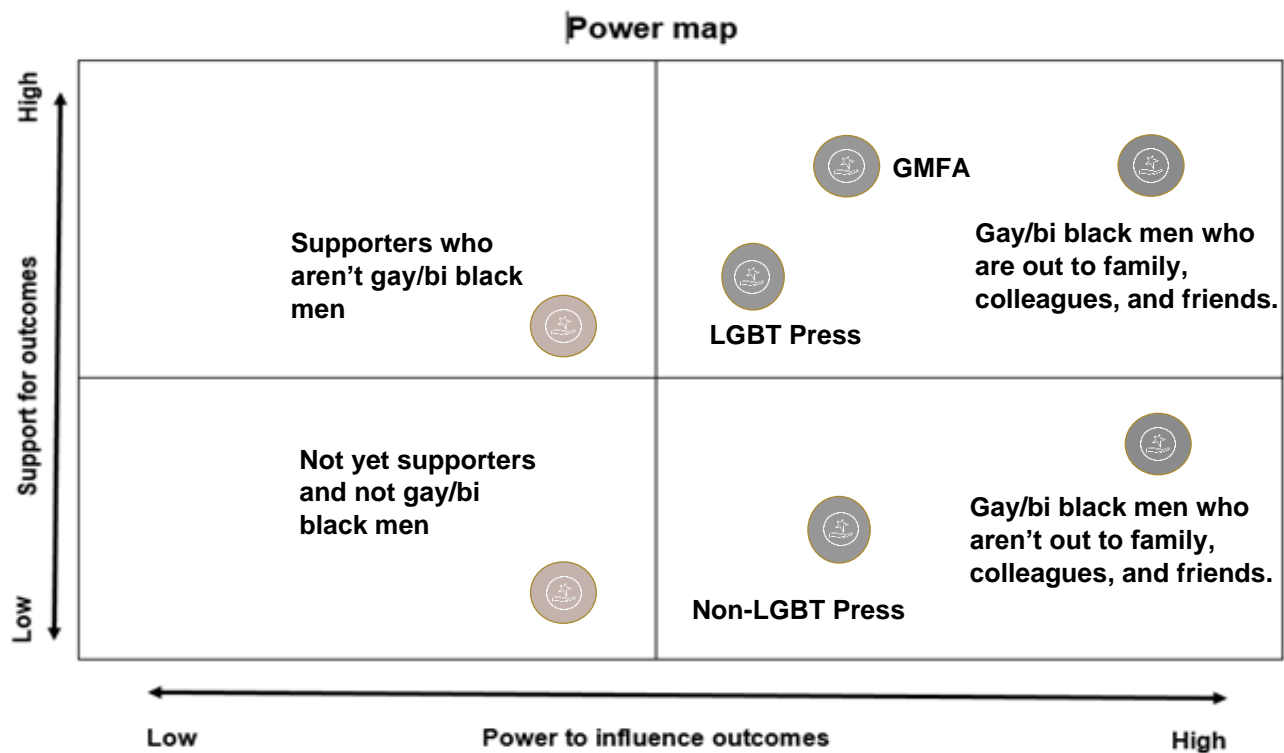 Power map
High
Support for outcomes
Low
Supporters who
aren’t gay/bi black
men
GMFA
LGBT Press
Gay/bi black men who
are out to family,
colleagues, and friends.
Not yet supporters
and not gay/bi
black men
Non-LGBT Press
Gay/bi black men who
aren’t out to family,
colleagues, and friends.
Low
Power to influence outcomes
High